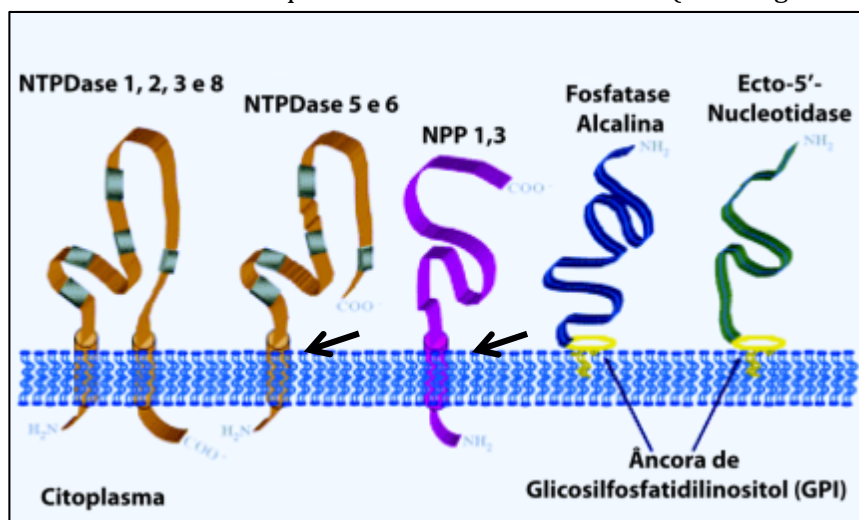 NTPDase 1, 2, 3 e 8
NTPDase 5 e 6
NPP 1,3
Fosfatase
Alcalina
Ecto-5'-
Nucleotidase
NH₂
NH₂
COO⁻
COO⁻
H₂N
COO⁻
H₂N
NH₂
Citoplasma
Âncora de
Glicosilfosfatidilinositol (GPI)